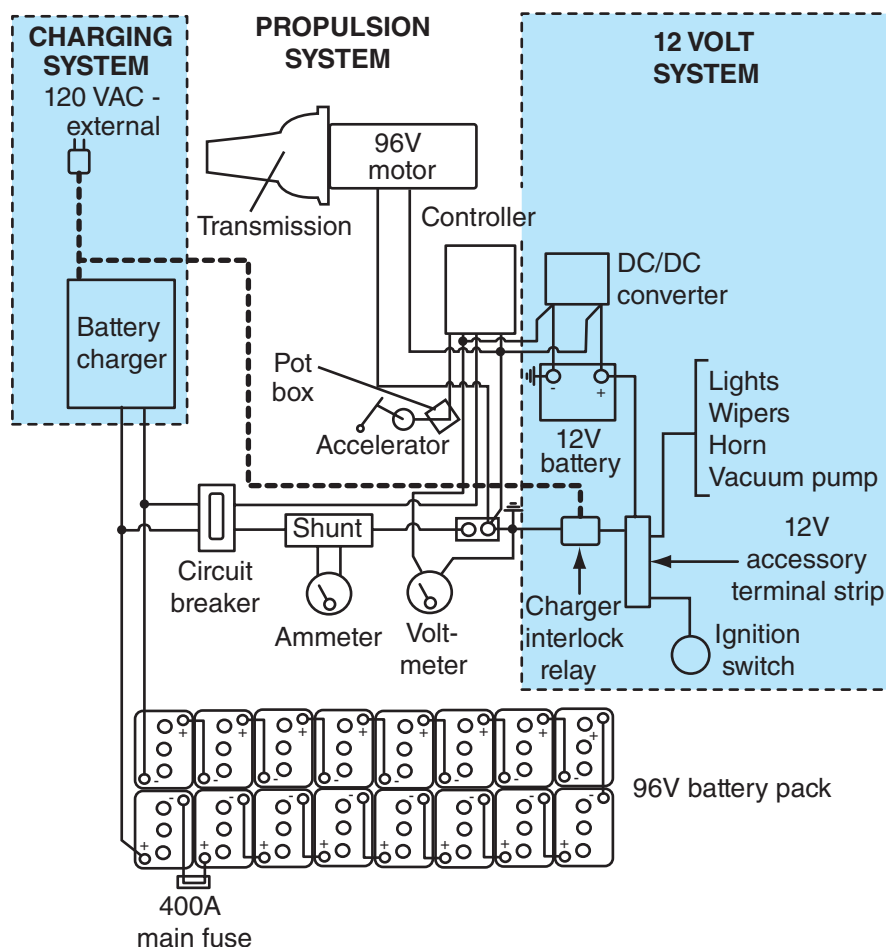 CHARGING
SYSTEM
120 VAC -
external
PROPULSION
SYSTEM
12 VOLT
SYSTEM
96V
motor
Transmission
Controller
DC/DC
converter
Battery
charger
Pot
box
Accelerator
- +
12V
battery
Lights
Wipers
Horn
Vacuum pump
Shunt
Circuit
breaker
Ammeter
Volt-
meter
Charger
interlock
relay
12V
accessory
terminal strip
Ignition
switch
- + - + - + - + - + - + - + - +
96V battery pack
+ - + - + - + - + - + - + - + -
400A
main fuse